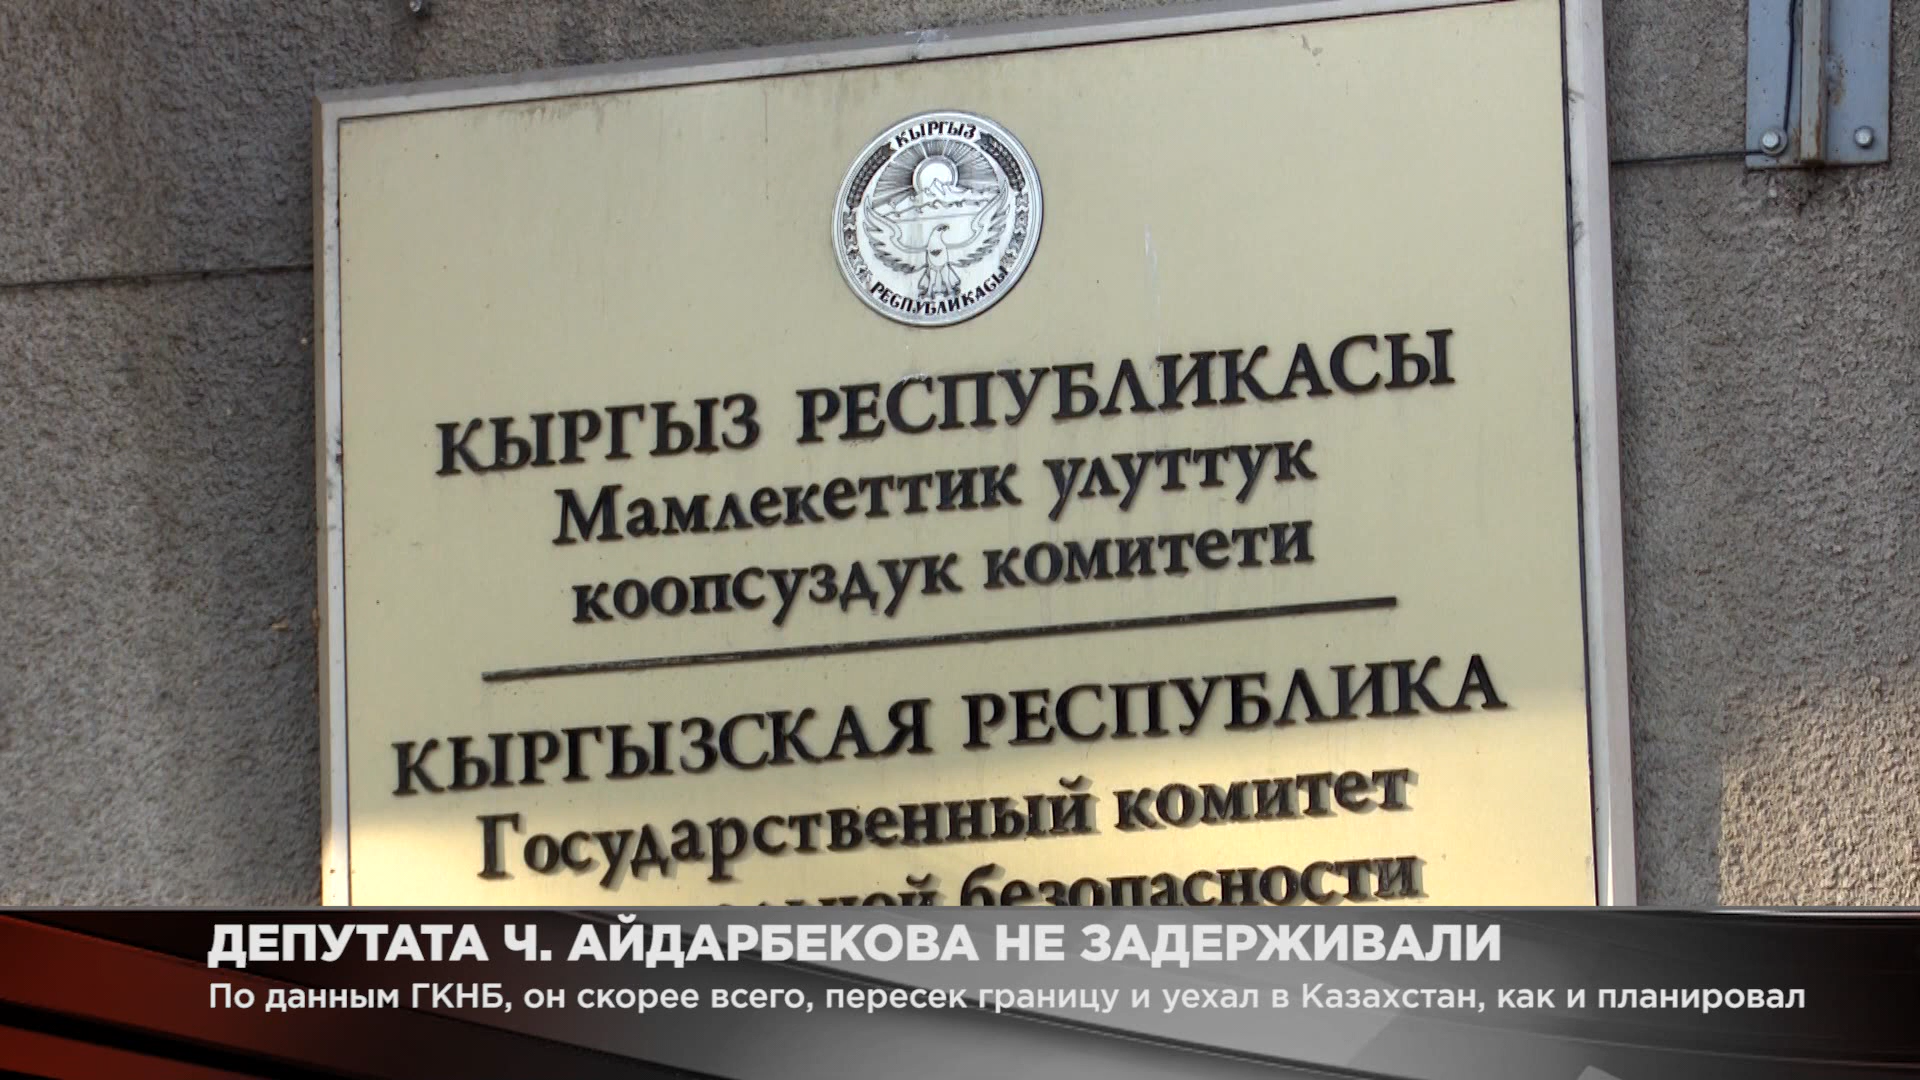 КЫРГЫЗ
РЕСПУБЛИКАСЫ
КЫРГЫЗ РЕСПУБЛИКАСЫ
Мамлекеттик улуттук
коопсуздук комитети
КЫРГЫЗСКАЯ РЕСПУБЛИКА
Государственный комитет
безопасности
ДЕПУТАТА Ч. АЙДАРБЕКОВА НЕ ЗАДЕРЖИВАЛИ
По данным ГКНБ, он скорее всего, пересек границу и уехал в Казахстан, как и планировал